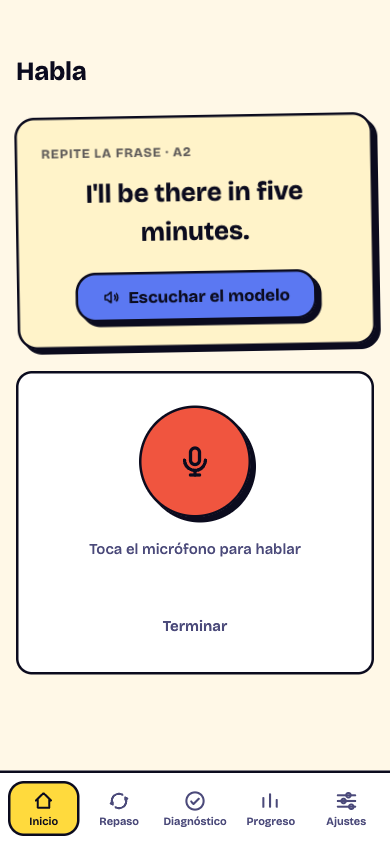 Habla
REPITE LA FRASE · A2
I'll be there in five
minutes.
Escuchar el modelo
Toca el micrófono para hablar
Terminar
Inicio
Repaso
Diagnóstico
Progreso
Ajustes